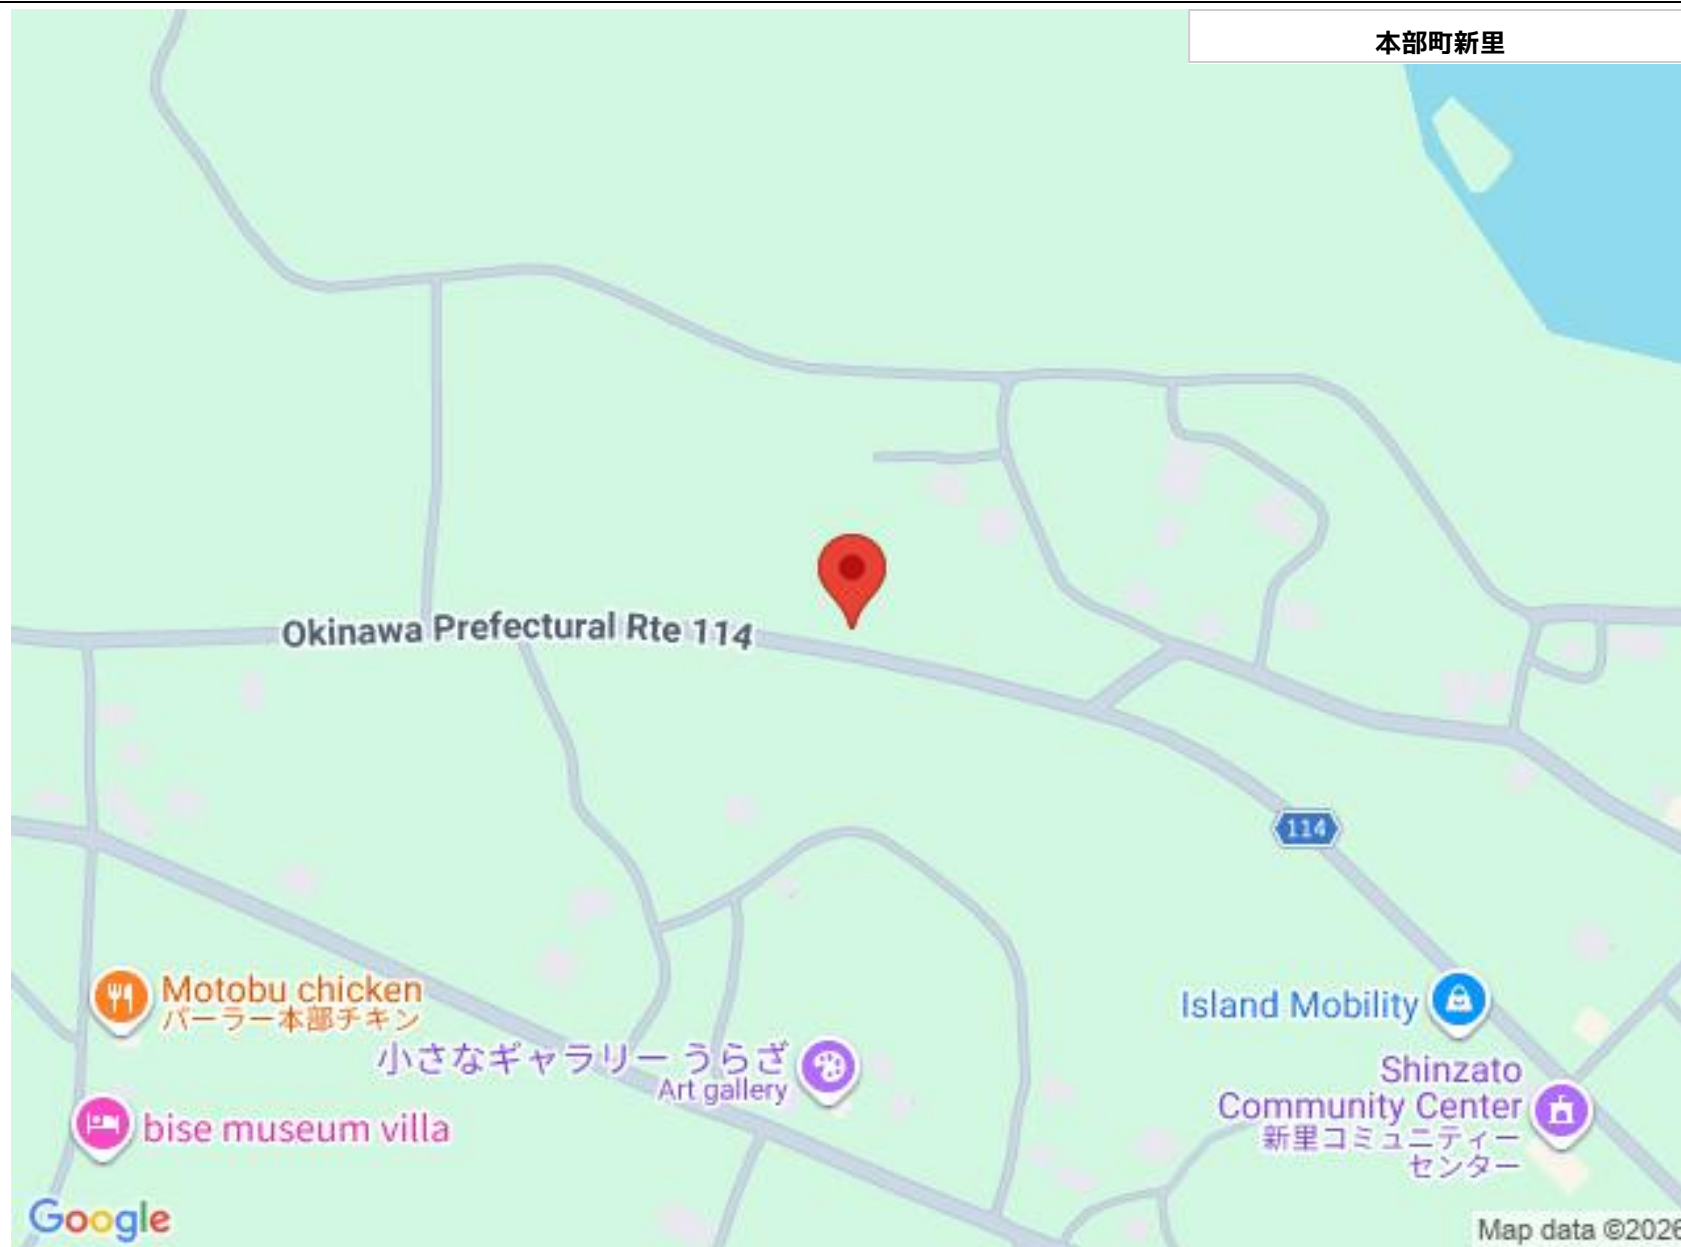 本部町新里
Okinawa Prefectural Rte 114
114
Motobu chicken
パーラー本部チキン
Island Mobility
小さなギャラリー うらざ
Art gallery
Shinzato
Community Center
新里コミュニティー
センター
bise museum villa
Google
Map data ©2026